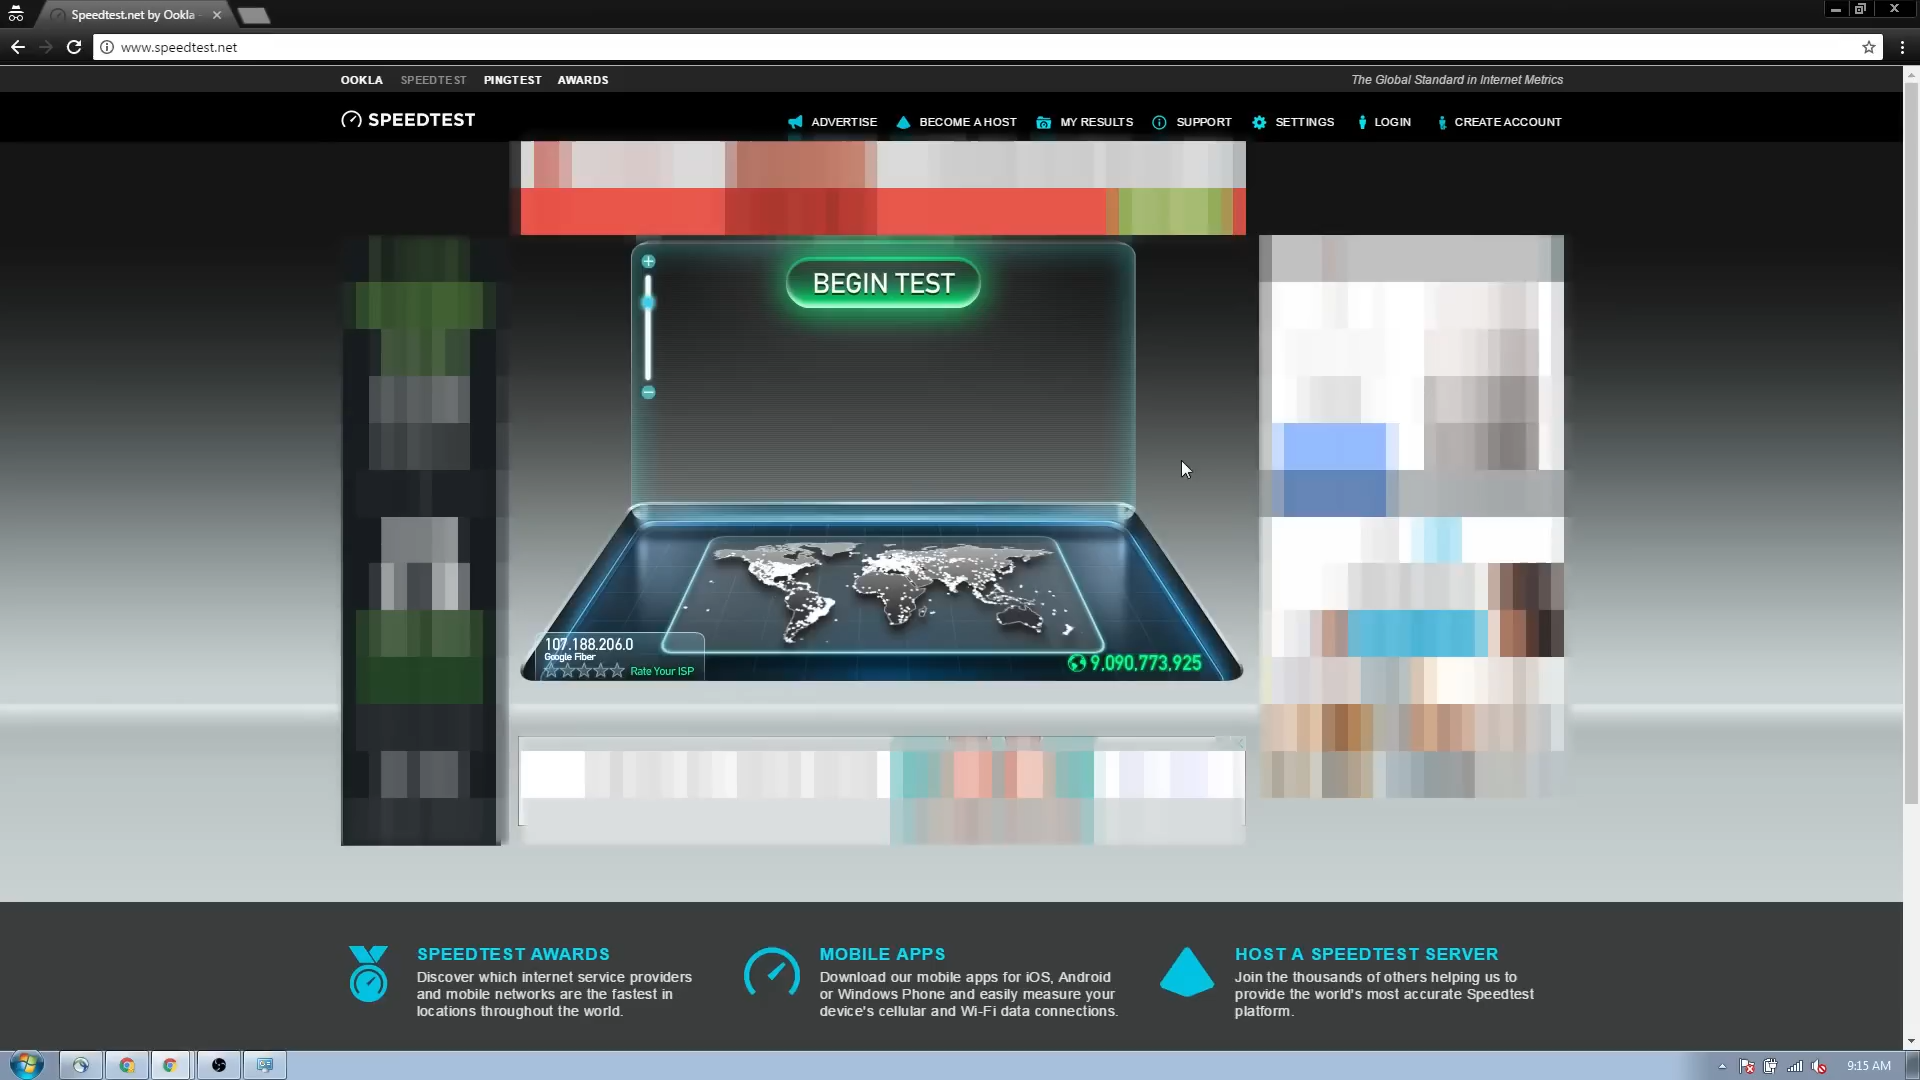 Speedtest.net by Ookla
www.speedtest.net
OOKLA SPEEDTEST PINGTEST AWARDS
The Global Standard in Internet Metrics
SPEEDTEST
ADVERTISE BECOME A HOST MY RESULTS SUPPORT SETTINGS LOGIN CREATE ACCOUNT
BEGIN TEST
107.188.206.0
Google Fiber
Rate Your ISP
9,090,773,925
SPEEDTEST AWARDS
Discover which internet service providers
and mobile networks are the fastest in
locations throughout the world.
MOBILE APPS
Download our mobile apps for iOS, Android
or Windows Phone and easily measure your
device's cellular and Wi-Fi data connections.
HOST A SPEEDTEST SERVER
Join the thousands of others helping us to
provide the world's most accurate Speedtest
platform.
9:15 AM